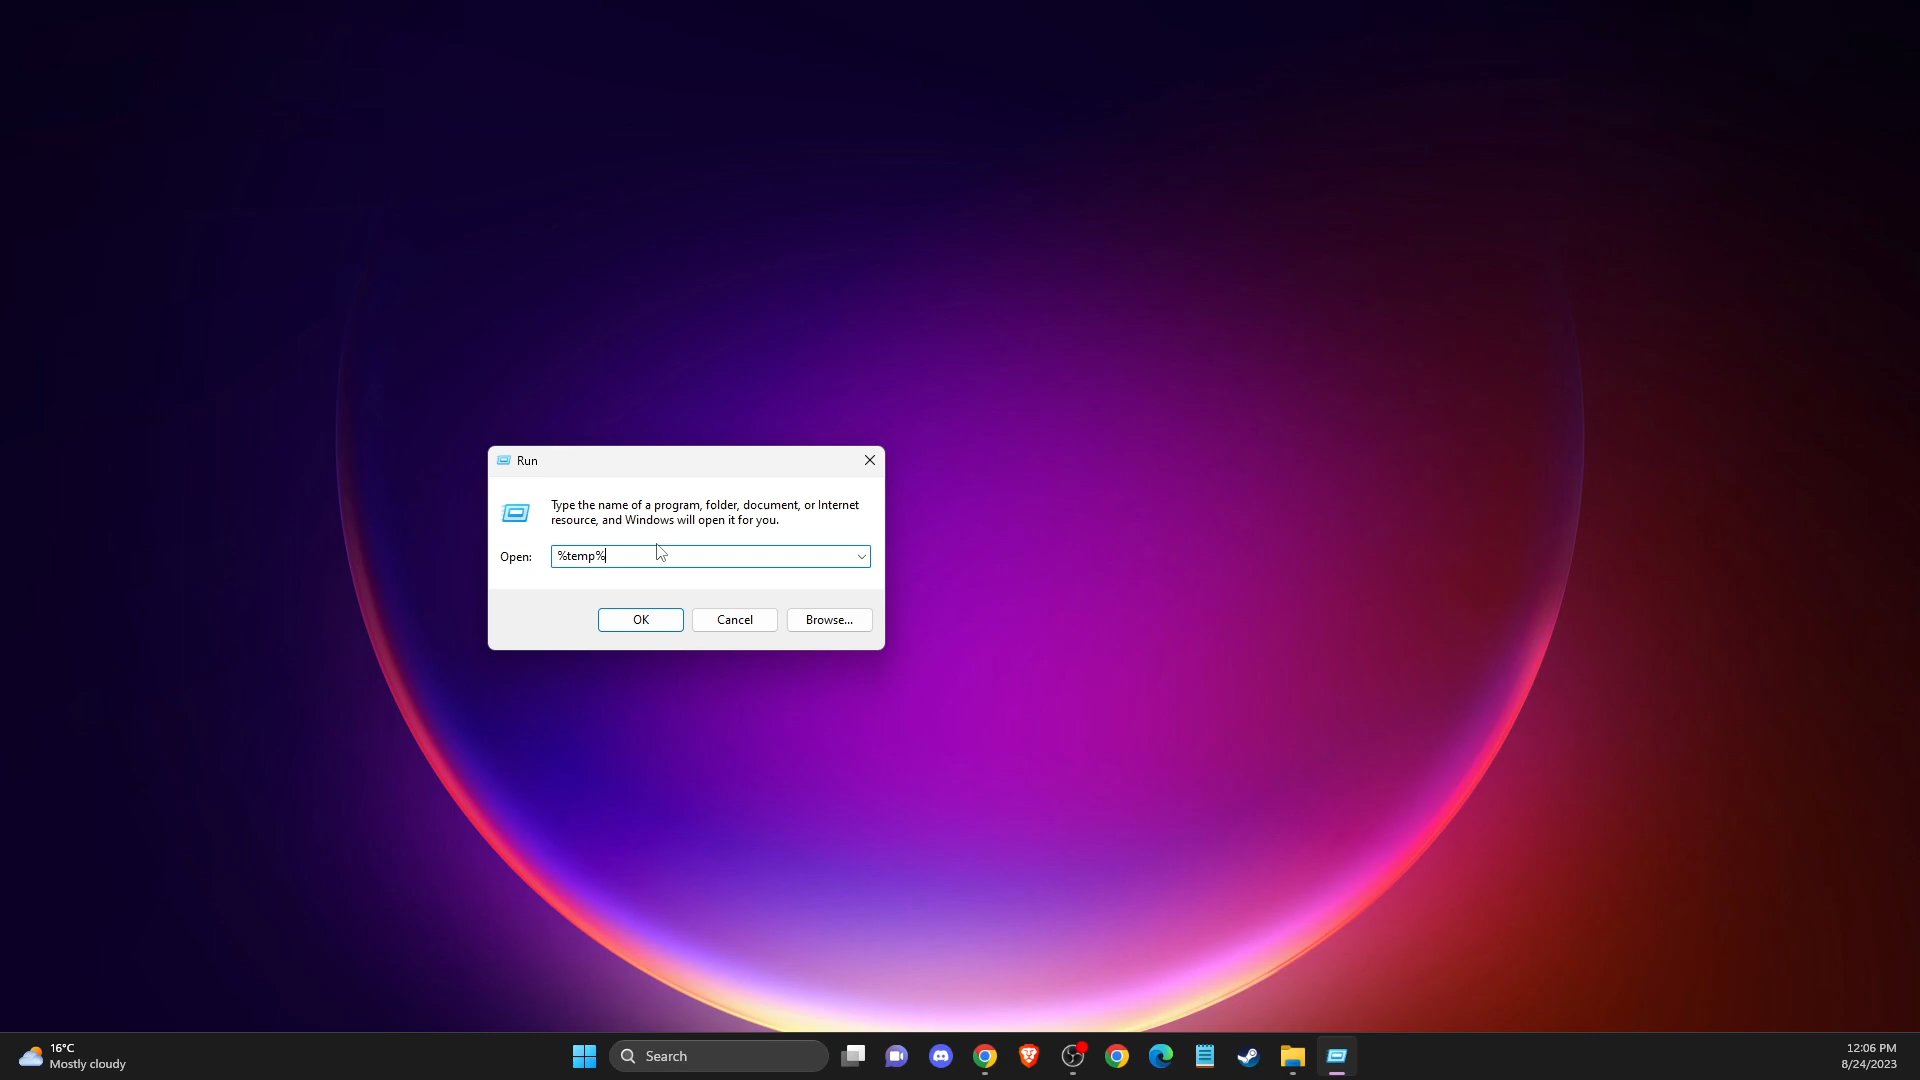 Run
Type the name of a program, folder, document, or Internet
resource, and Windows will open it for you.
Open: %temp%
OK Cancel Browse...
16°C
Mostly cloudy
Search
12:06 PM
8/24/2023